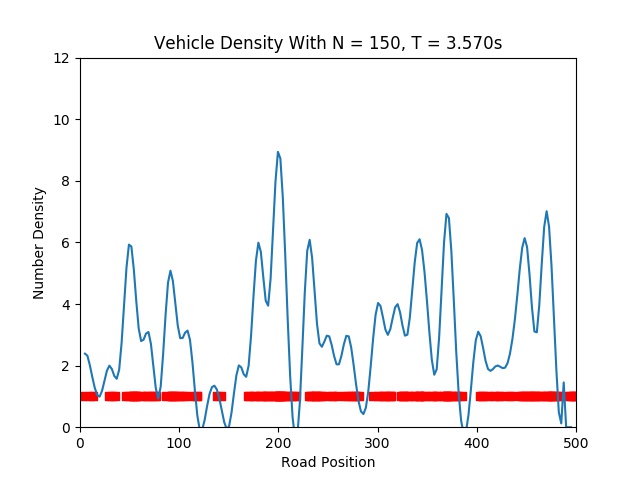 Vehicle Density With N = 150, T = 3.570s
12
10
8
6
4
2
0
Number Density
0 100 200 300 400 500
Road Position